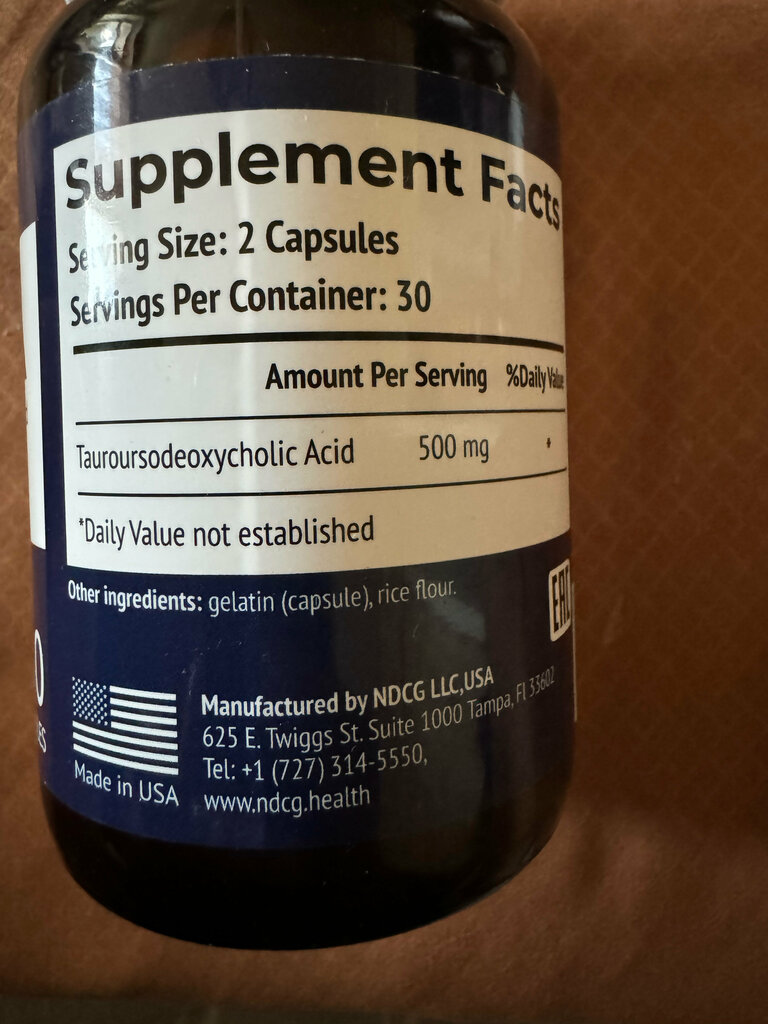 Supplement Facts
Serving Size: 2 Capsules
Servings Per Container: 30
Amount Per Serving %Daily Value
Tauroursodeoxycholic Acid 500 mg *
*Daily Value not established
Other ingredients: gelatin (capsule), rice flour.
EAC
Manufactured by NDCG LLC,USA
625 E. Twiggs St. Suite 1000 Tampa, Fl 33602
Tel: +1 (727) 314-5550,
www.ndcg.health
Made in USA